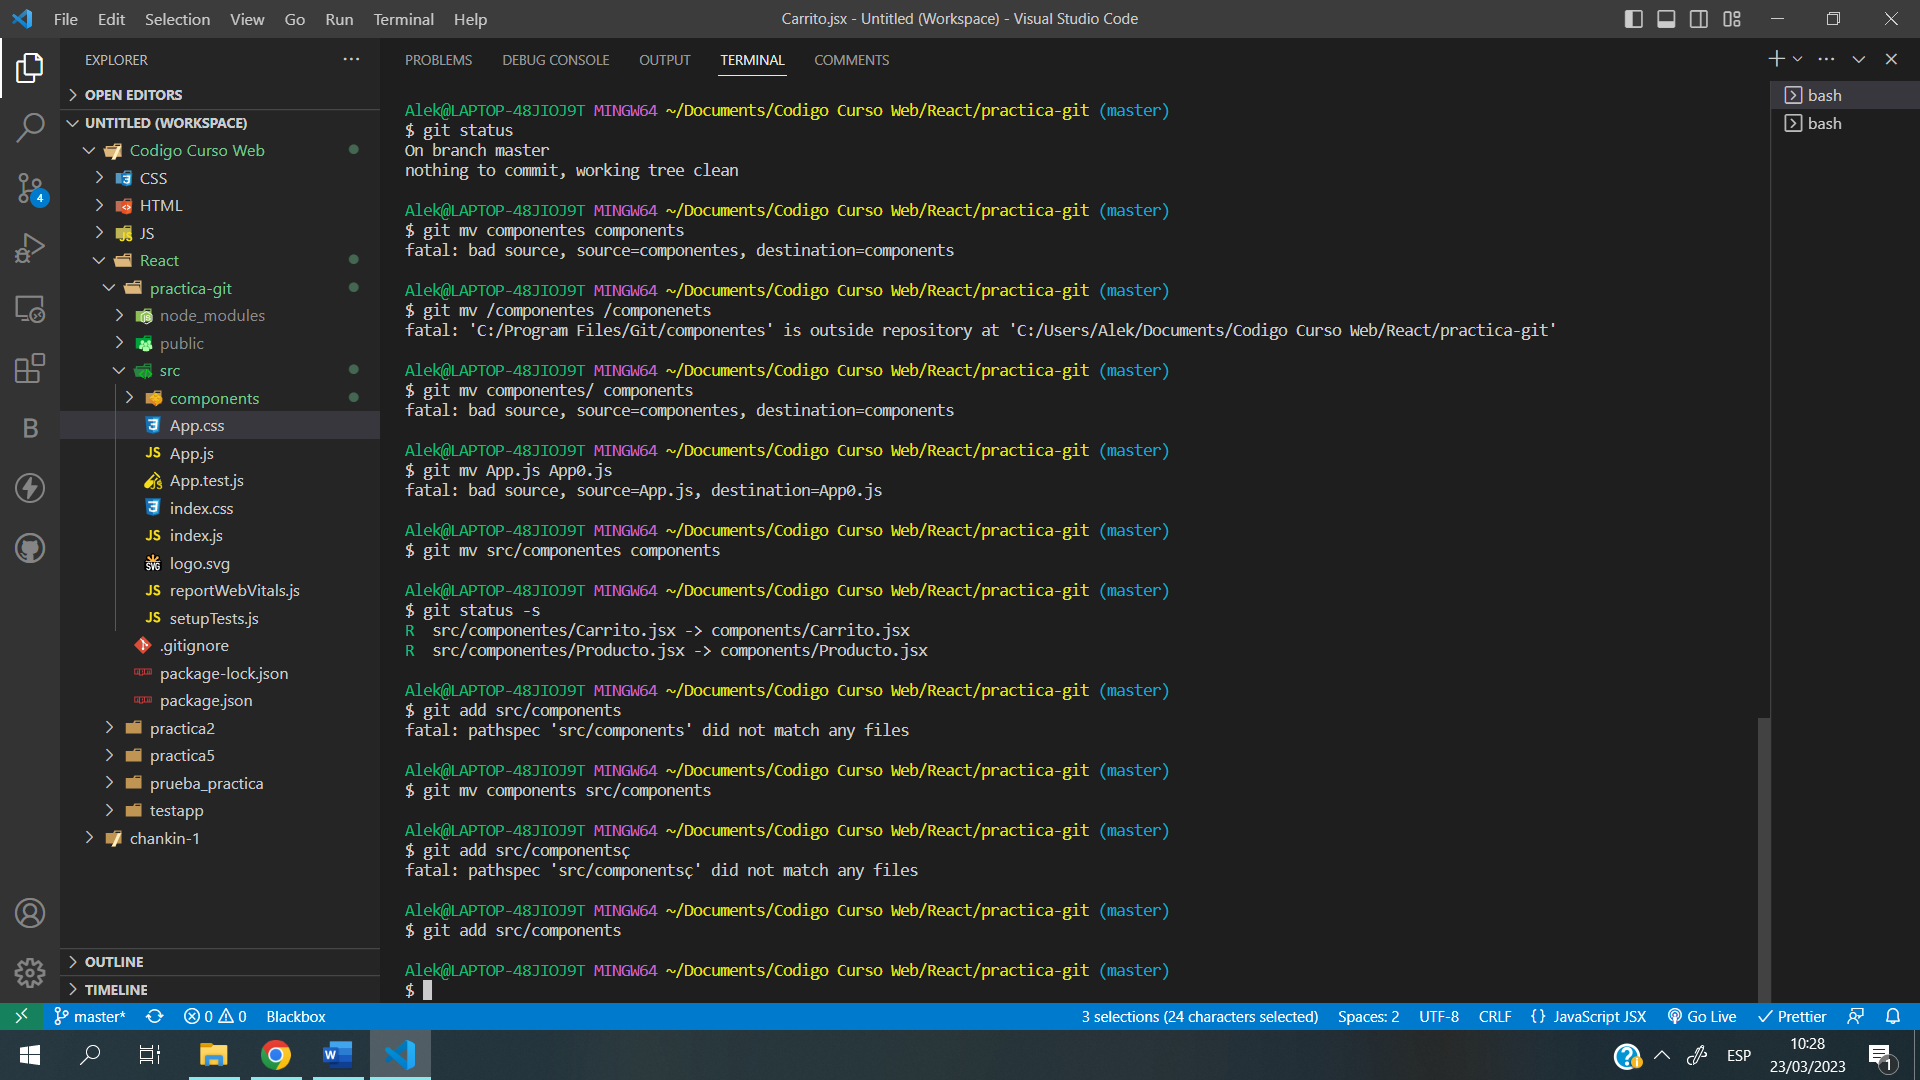 File Edit Selection View Go Run Terminal Help
Carrito.jsx - Untitled (Workspace) - Visual Studio Code
EXPLORER
OPEN EDITORS
UNTITLED (WORKSPACE)
Codigo Curso Web
CSS
HTML
JS
React
practica-git
node_modules
public
src
components
App.css
JS App.js
App.test.js
index.css
JS index.js
logo.svg
JS reportWebVitals.js
JS setupTests.js
.gitignore
package-lock.json
package.json
practica2
practica5
prueba_practica
testapp
chankin-1
OUTLINE
TIMELINE
4
B
PROBLEMS DEBUG CONSOLE OUTPUT TERMINAL COMMENTS
Alek@LAPTOP-48JIOJ9T MINGW64 ~/Documents/Codigo Curso Web/React/practica-git (master)
$ git status
On branch master
nothing to commit, working tree clean
Alek@LAPTOP-48JIOJ9T MINGW64 ~/Documents/Codigo Curso Web/React/practica-git (master)
$ git mv componentes components
fatal: bad source, source=componentes, destination=components
Alek@LAPTOP-48JIOJ9T MINGW64 ~/Documents/Codigo Curso Web/React/practica-git (master)
$ git mv /componentes /componenets
fatal: 'C:/Program Files/Git/componentes' is outside repository at 'C:/Users/Alek/Documents/Codigo Curso Web/React/practica-git'
Alek@LAPTOP-48JIOJ9T MINGW64 ~/Documents/Codigo Curso Web/React/practica-git (master)
$ git mv componentes/ components
fatal: bad source, source=componentes, destination=components
Alek@LAPTOP-48JIOJ9T MINGW64 ~/Documents/Codigo Curso Web/React/practica-git (master)
$ git mv App.js App0.js
fatal: bad source, source=App.js, destination=App0.js
Alek@LAPTOP-48JIOJ9T MINGW64 ~/Documents/Codigo Curso Web/React/practica-git (master)
$ git mv src/componentes components
Alek@LAPTOP-48JIOJ9T MINGW64 ~/Documents/Codigo Curso Web/React/practica-git (master)
$ git status -s
R  src/componentes/Carrito.jsx -> components/Carrito.jsx
R  src/componentes/Producto.jsx -> components/Producto.jsx
Alek@LAPTOP-48JIOJ9T MINGW64 ~/Documents/Codigo Curso Web/React/practica-git (master)
$ git add src/components
fatal: pathspec 'src/components' did not match any files
Alek@LAPTOP-48JIOJ9T MINGW64 ~/Documents/Codigo Curso Web/React/practica-git (master)
$ git mv components src/components
Alek@LAPTOP-48JIOJ9T MINGW64 ~/Documents/Codigo Curso Web/React/practica-git (master)
$ git add src/componentsç
fatal: pathspec 'src/componentsç' did not match any files
Alek@LAPTOP-48JIOJ9T MINGW64 ~/Documents/Codigo Curso Web/React/practica-git (master)
$ git add src/components
Alek@LAPTOP-48JIOJ9T MINGW64 ~/Documents/Codigo Curso Web/React/practica-git (master)
$
bash
bash
master* 0 0 Blackbox
3 selections (24 characters selected) Spaces: 2 UTF-8 CRLF {} JavaScript JSX Go Live Prettier
ESP
10:28
23/03/2023
1